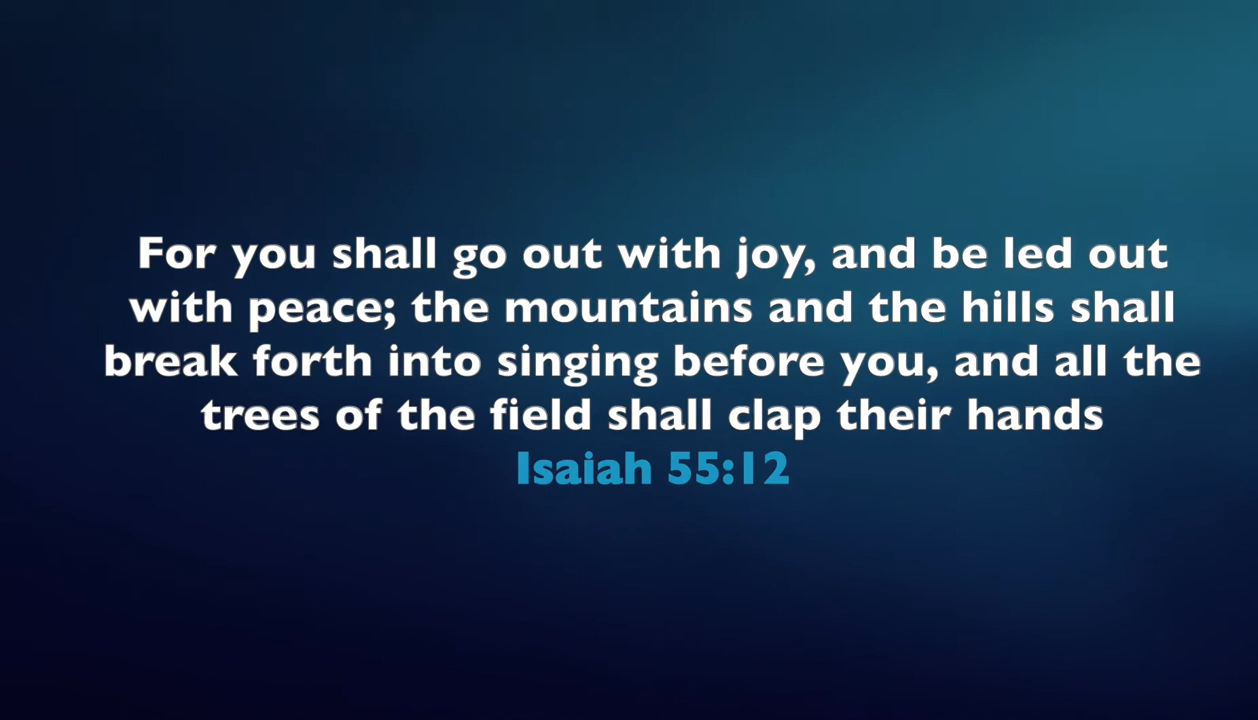 For you shall go out with joy, and be led out
with peace; the mountains and the hills shall
break forth into singing before you, and all the
trees of the field shall clap their hands
Isaiah 55:12